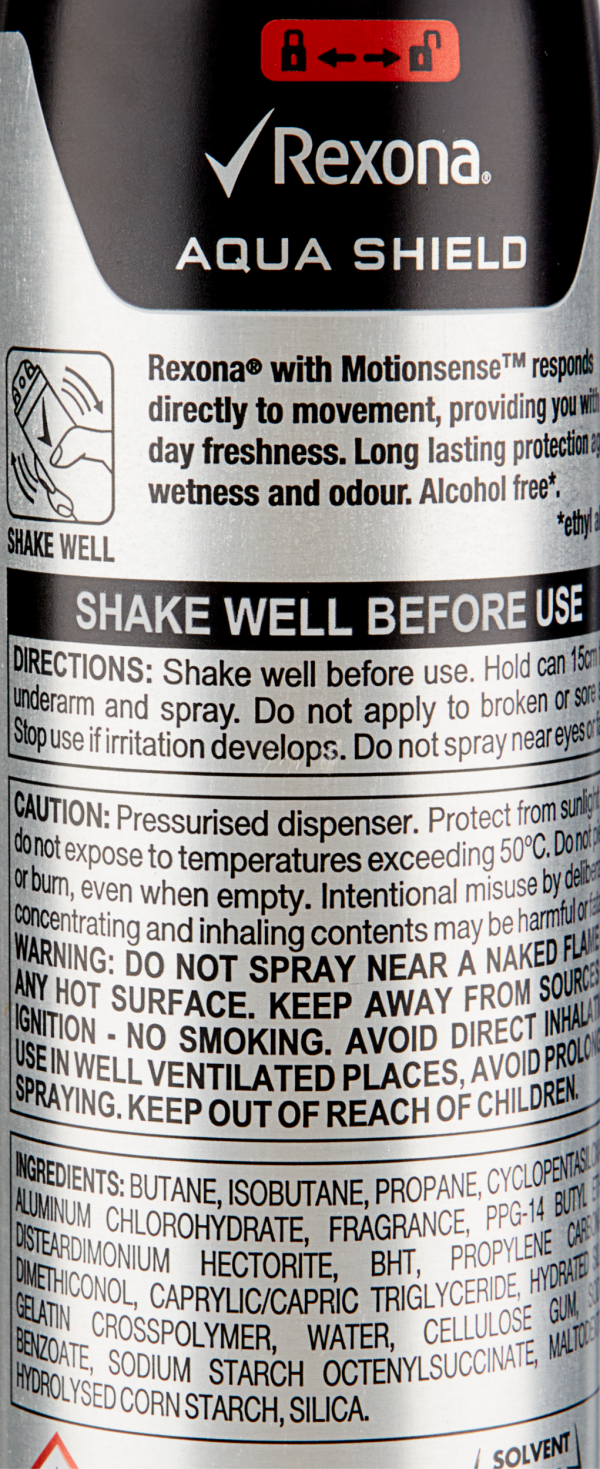 Rexona®
AQUA SHIELD
Rexona® with Motionsense™ responds
directly to movement, providing you with
day freshness. Long lasting protection
wetness and odour. Alcohol free*.
*ethyl
SHAKE WELL
SHAKE WELL BEFORE USE
DIRECTIONS: Shake well before use. Hold can 15cm
underarm and spray. Do not apply to broken or sore
Stop use if irritation develops. Do not spray near eyes or
CAUTION: Pressurised dispenser. Protect from sunlight
do not expose to temperatures exceeding 50°C. Do not
or burn, even when empty. Intentional misuse by
concentrating and inhaling contents may be harmful or
WARNING: DO NOT SPRAY NEAR A NAKED FLAME
ANY HOT SURFACE. KEEP AWAY FROM SOURCES
IGNITION - NO SMOKING. AVOID DIRECT
USE IN WELL VENTILATED PLACES, AVOID
SPRAYING. KEEP OUT OF REACH OF CHILDREN.
INGREDIENTS: BUTANE, ISOBUTANE, PROPANE,
ALUMINUM CHLOROHYDRATE, FRAGRANCE, PPG-14 BUTYL
DISTEARDIMONIUM HECTORITE, BHT, PROPYLENE
DIMETHICONOL, CAPRYLIC/CAPRIC TRIGLYCERIDE, HYDRATED
GELATIN CROSSPOLYMER, WATER, CELLULOSE GUM,
BENZOATE, SODIUM STARCH OCTENYLSUCCINATE,
HYDROLYSED CORN STARCH, SILICA.
SOLVENT